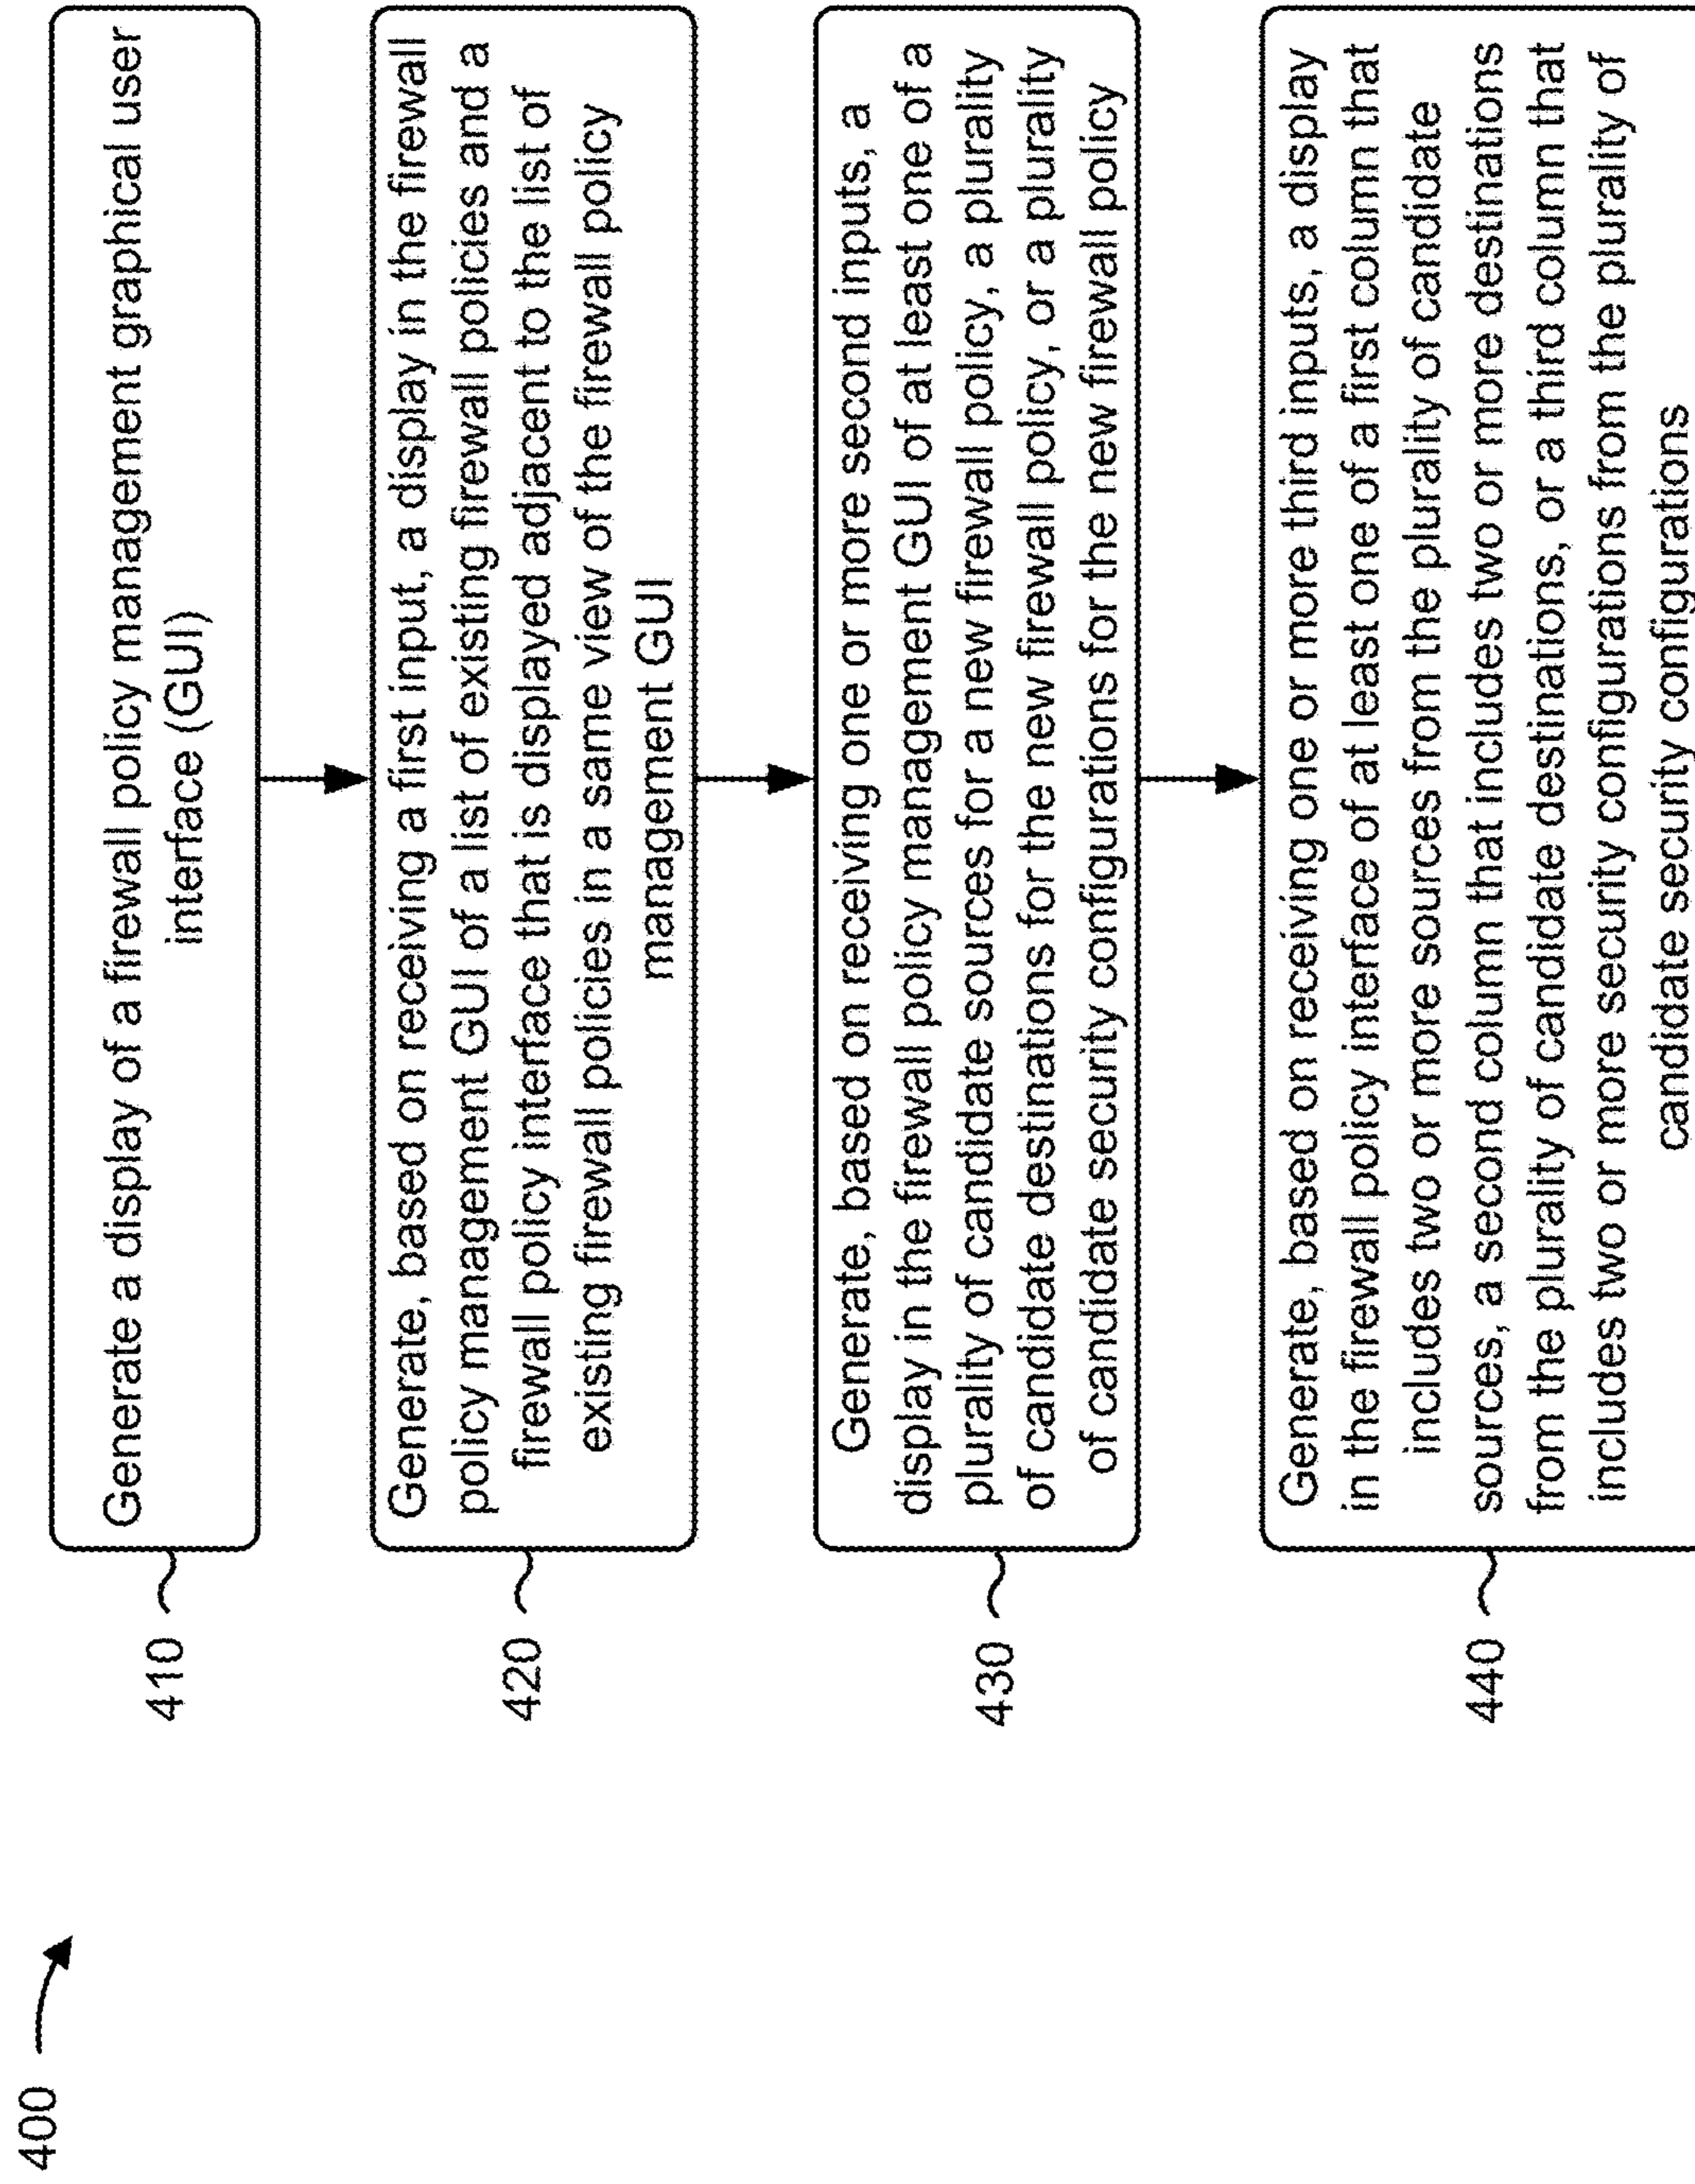 400
410
Generate a display of a firewall policy management graphical user
interface (GUI)
420
Generate, based on receiving a first input, a display in the firewall
policy management GUI of a list of existing firewall policies and a
firewall policy interface that is displayed adjacent to the list of
existing firewall policies in a same view of the firewall policy
management GUI
430
Generate, based on receiving one or more second inputs, a
display in the firewall policy management GUI of at least one of a
plurality of candidate sources for a new firewall policy, a plurality
of candidate destinations for the new firewall policy, or a plurality
of candidate security configurations for the new firewall policy
440
Generate, based on receiving one or more third inputs, a display
in the firewall policy interface of at least one of a first column that
includes two or more sources from the plurality of candidate
sources, a second column that includes two or more destinations
from the plurality of candidate destinations, or a third column that
includes two or more security configurations from the plurality of
candidate security configurations